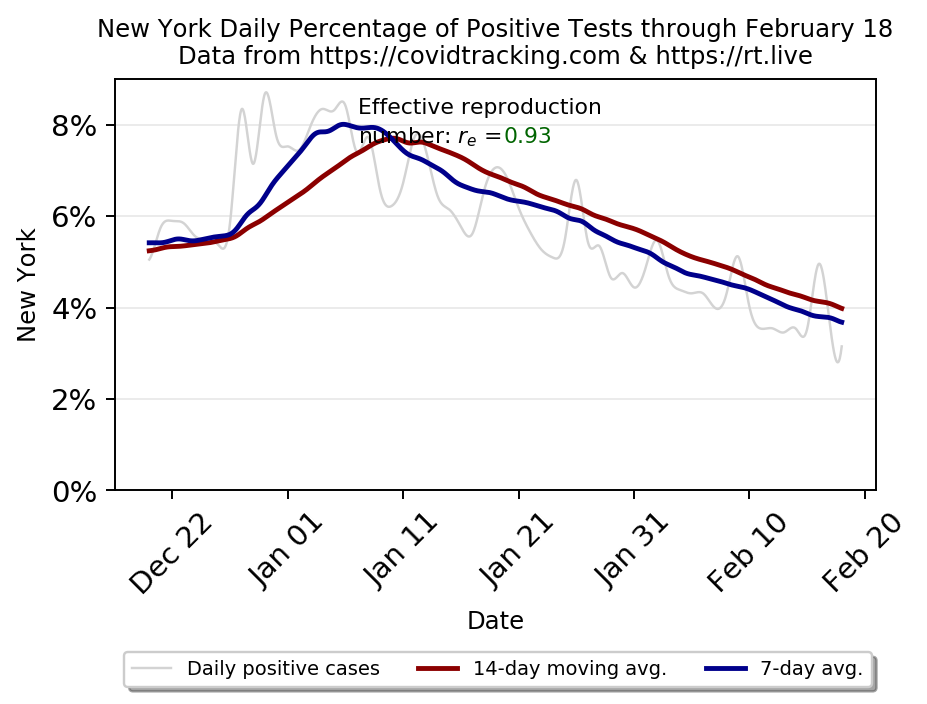 New York Daily Percentage of Positive Tests through February 18
Data from https://covidtracking.com & https://rt.live
Effective reproduction
number: rₑ =0.93
8%
6%
4%
2%
0%
New York
Dec 22
Jan 01
Jan 11
Jan 21
Jan 31
Feb 10
Feb 20
Date
Daily positive cases
14-day moving avg.
7-day avg.